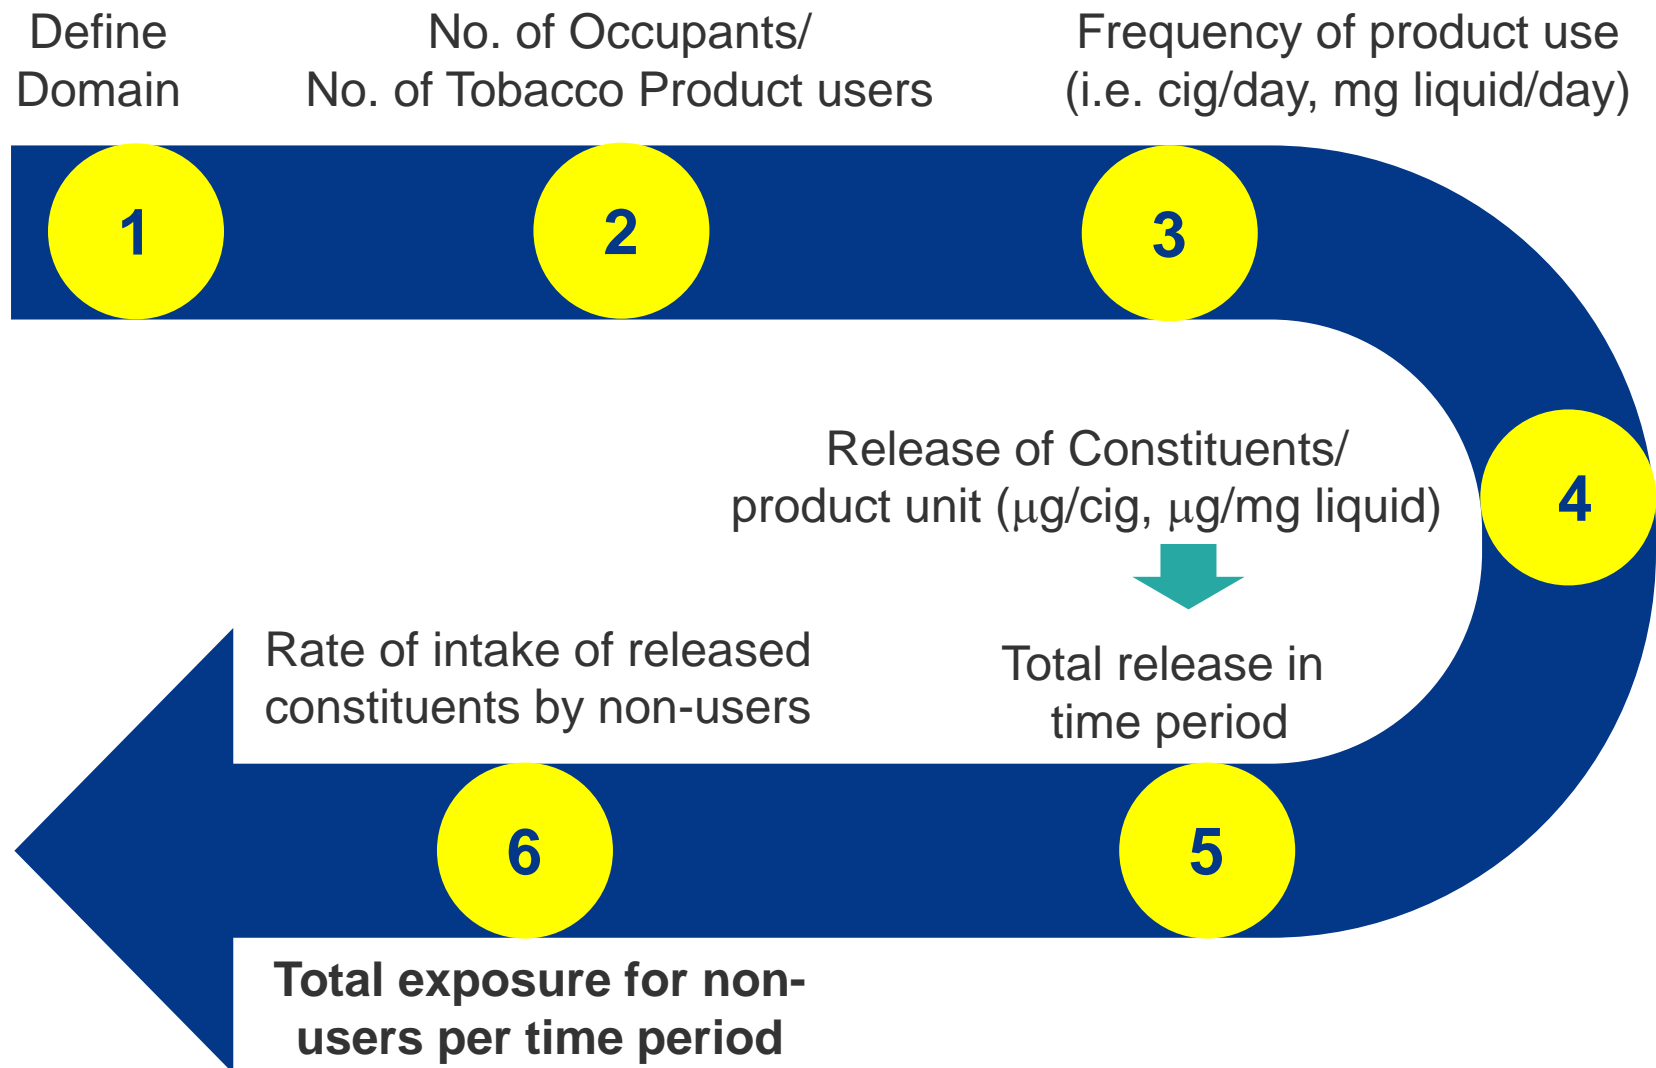 Define
Domain
No. of Occupants/
No. of Tobacco Product users
Frequency of product use
(i.e. cig/day, mg liquid/day)
1
2
3
Release of Constituents/
product unit (μg/cig, μg/mg liquid)
4
Total release in
time period
Rate of intake of released
constituents by non-users
5
6
Total exposure for non-
users per time period